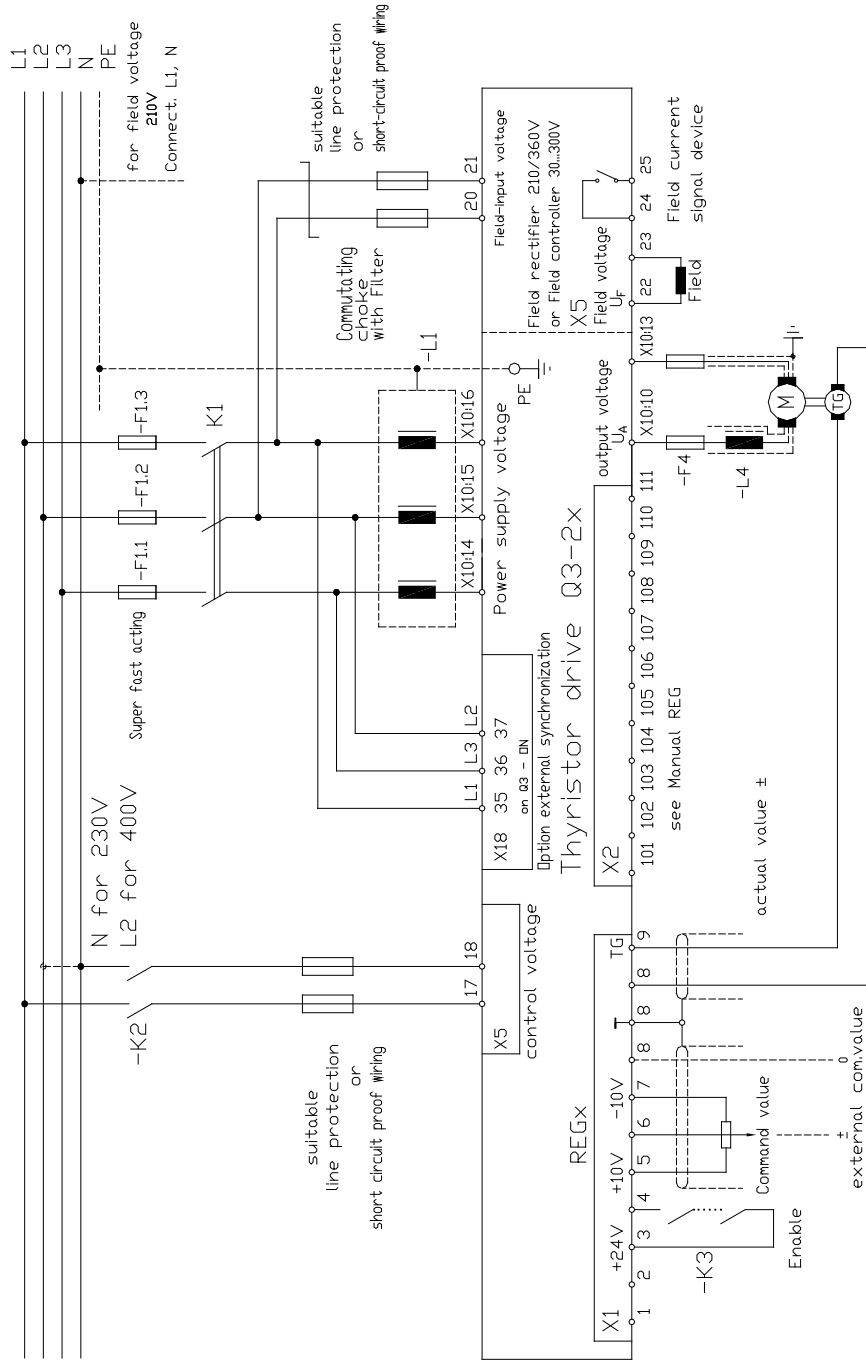 L1
L2
L3
N
PE
for field voltage
210V
Connect. L1, N
N for 230V
L2 for 400V
-K2
suitable
line protection
or
short circuit proof wiring
Super fast acting
-F1.1
-F1.2
-F1.3
K1
suitable
line protection
or
short-circuit proof wiring
Commutating
choke
with Filter
-L1
PE
17
18
X5
control voltage
L1
L3
L2
X18
35
36
37
on Q3 - ON
Option external synchronization
X10:14
X10:15
X10:16
Power supply voltage
20
21
Field-input voltage
Field rectifier 210/360V
or Field controller 30...300V
X5
Field voltage
UF
Thyristor drive Q3-2x
output voltage
UA
REGx
X1
+24V
+10V
-10V
TG
1
2
3
4
5
6
7
8
8
8
9
X2
101
102
103
104
105
106
107
108
109
110
111
see Manual REG
X10:10
X10:13
22
23
24
25
Field
Field current
signal device
-F4
-L4
M
TG
-K3
Enable
Command value
±
0
external com.value
actual value ±